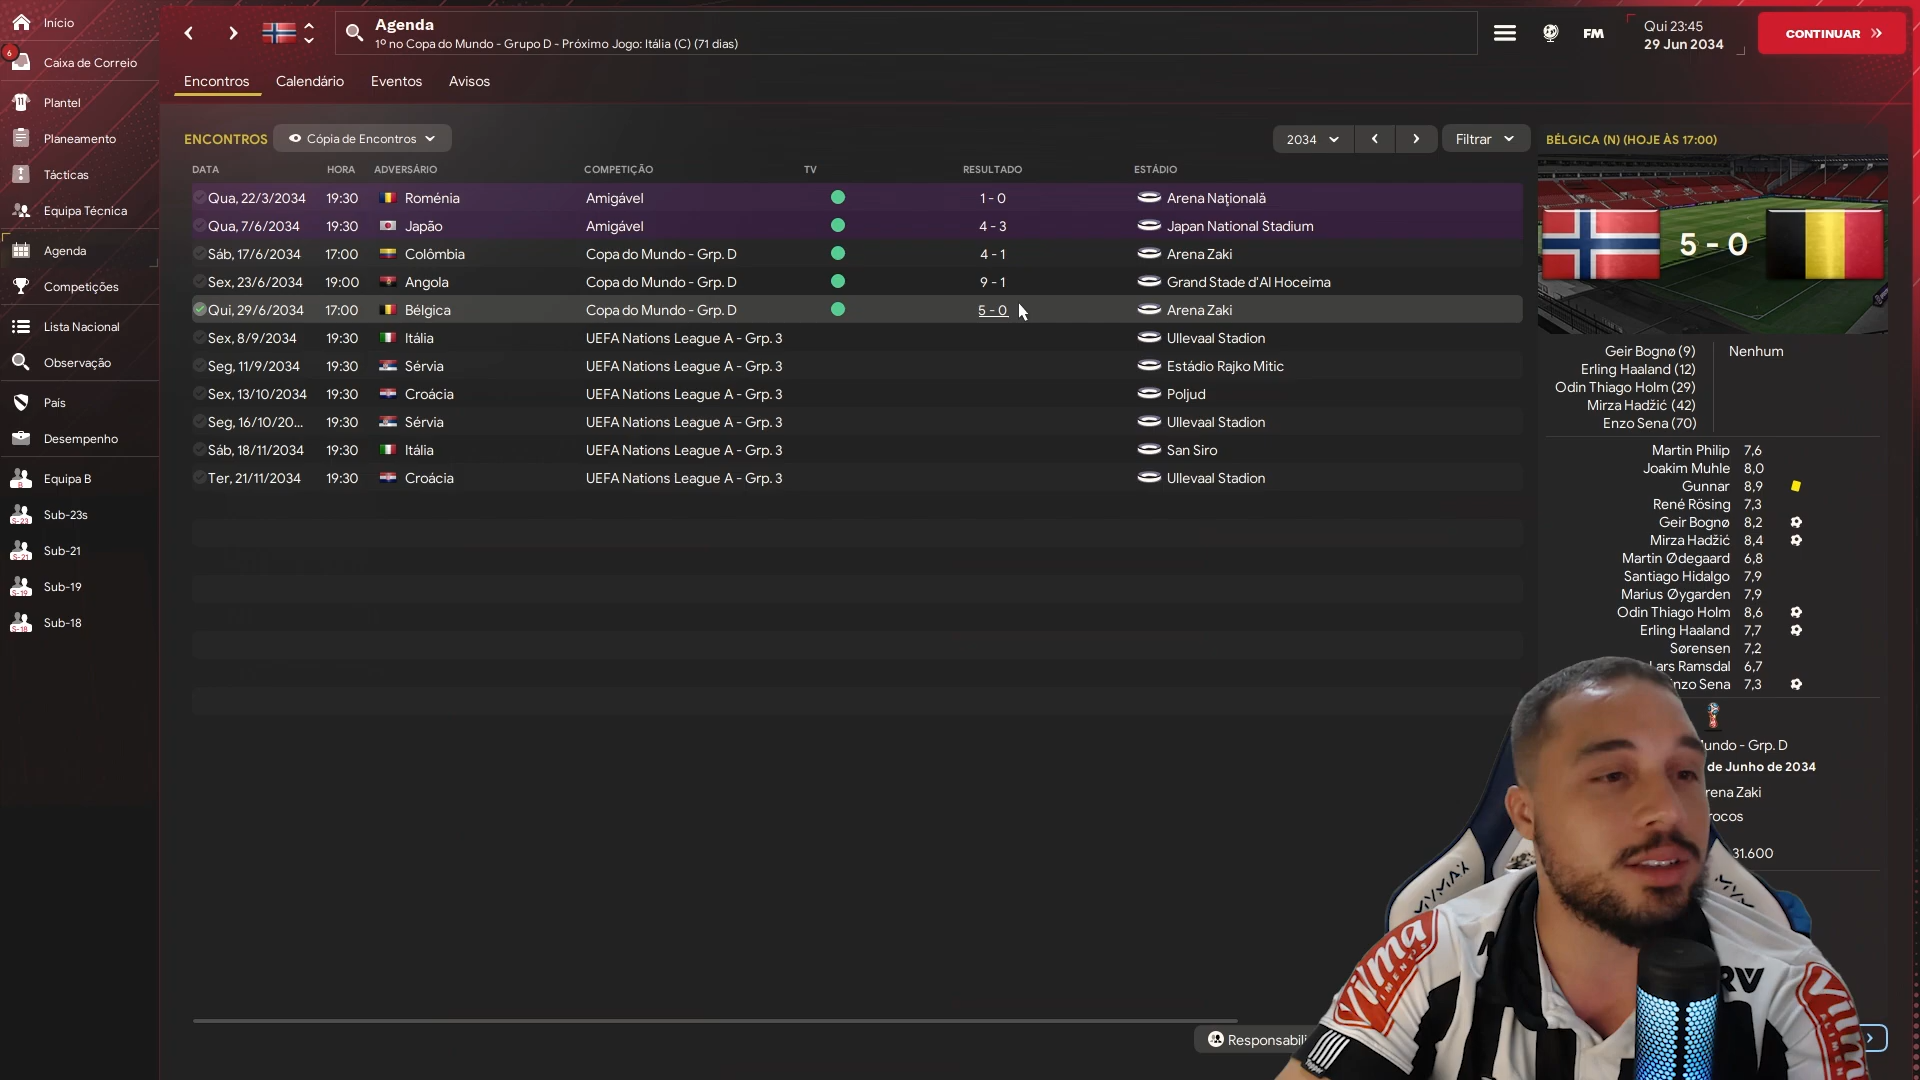 Início
6
Caixa de Correio
Plantel
Planeamento
Tácticas
Equipa Técnica
Agenda
Competições
Lista Nacional
Observação
País
Desempenho
Equipa B
Sub-23s
Sub-21
Sub-19
Sub-18
Agenda
1º no Copa do Mundo - Grupo D - Próximo Jogo: Itália (C) (71 dias)
FM
Qui 23:45
29 Jun 2034
CONTINUAR
Encontros Calendário Eventos Avisos
ENCONTROS Cópia de Encontros
2034 Filtrar
DATA HORA ADVERSÁRIO COMPETIÇÃO TV RESULTADO ESTÁDIO
Qua, 22/3/2034 19:30 Roménia Amigável 1 - 0 Arena Naţională
Qua, 7/6/2034 19:30 Japão Amigável 4 - 3 Japan National Stadium
Sáb, 17/6/2034 17:00 Colômbia Copa do Mundo - Grp. D 4 - 1 Arena Zaki
Sex, 23/6/2034 19:00 Angola Copa do Mundo - Grp. D 9 - 1 Grand Stade d'Al Hoceima
Qui, 29/6/2034 17:00 Bélgica Copa do Mundo - Grp. D 5 - 0 Arena Zaki
Sex, 8/9/2034 19:30 Itália UEFA Nations League A - Grp. 3 Ullevaal Stadion
Seg, 11/9/2034 19:30 Sérvia UEFA Nations League A - Grp. 3 Estádio Rajko Mitic
Sex, 13/10/2034 19:30 Croácia UEFA Nations League A - Grp. 3 Poljud
Seg, 16/10/20... 19:30 Sérvia UEFA Nations League A - Grp. 3 Ullevaal Stadion
Sáb, 18/11/2034 19:30 Itália UEFA Nations League A - Grp. 3 San Siro
Ter, 21/11/2034 19:30 Croácia UEFA Nations League A - Grp. 3 Ullevaal Stadion
Responsabili
BÉLGICA (N) (HOJE ÀS 17:00)
5 - 0
Geir Bognø (9) Nenhum
Erling Haaland (12)
Odin Thiago Holm (29)
Mirza Hadžić (42)
Enzo Sena (70)
Martin Philip 7,6
Joakim Muhle 8,0
Gunnar 8,9
René Rösing 7,3
Geir Bognø 8,2
Mirza Hadžić 8,4
Martin Ødegaard 6,8
Santiago Hidalgo 7,9
Marius Øygarden 7,9
Odin Thiago Holm 8,6
Erling Haaland 7,7
Sørensen 7,2
Lars Ramsdal 6,7
nzo Sena 7,3
undo - Grp. D
de Junho de 2034
rena Zaki
rocos
31.600
Vilma